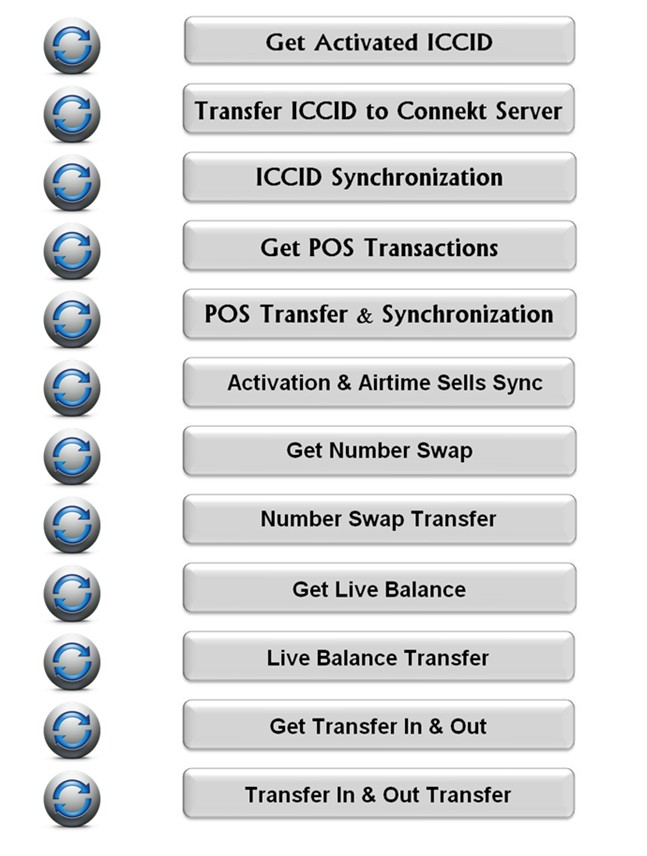 Get Activated ICCID
Transfer ICCID to Connekt Server
ICCID Synchronization
Get POS Transactions
POS Transfer & Synchronization
Activation & Airtime Sells Sync
Get Number Swap
Number Swap Transfer
Get Live Balance
Live Balance Transfer
Get Transfer In & Out
Transfer In & Out Transfer